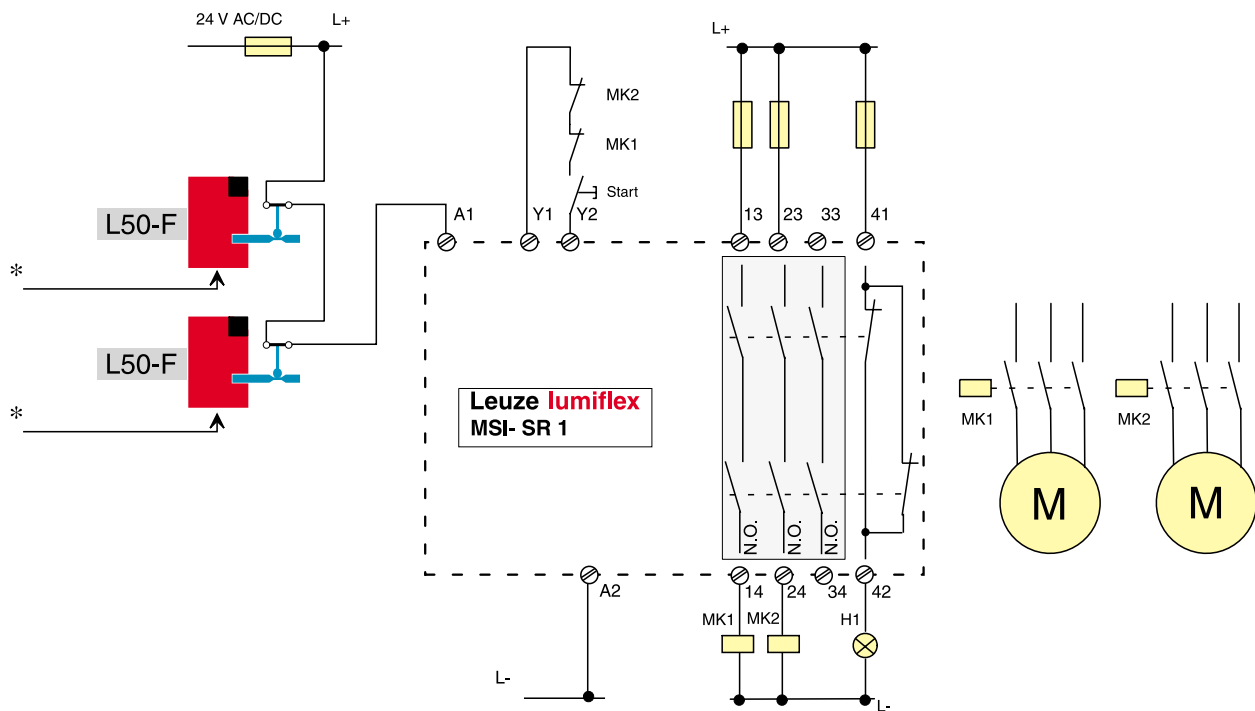 24 V AC/DC
L+
L+
MK2
MK1
Start
A1
Y1
Y2
13
23
33
41
L50-F
*
L50-F
*
Leuze lumiflex
MSI- SR 1
MK1
MK2
M
M
N.O.
N.O.
N.O.
A2
14
24
34
42
MK1
MK2
H1
L-
L-